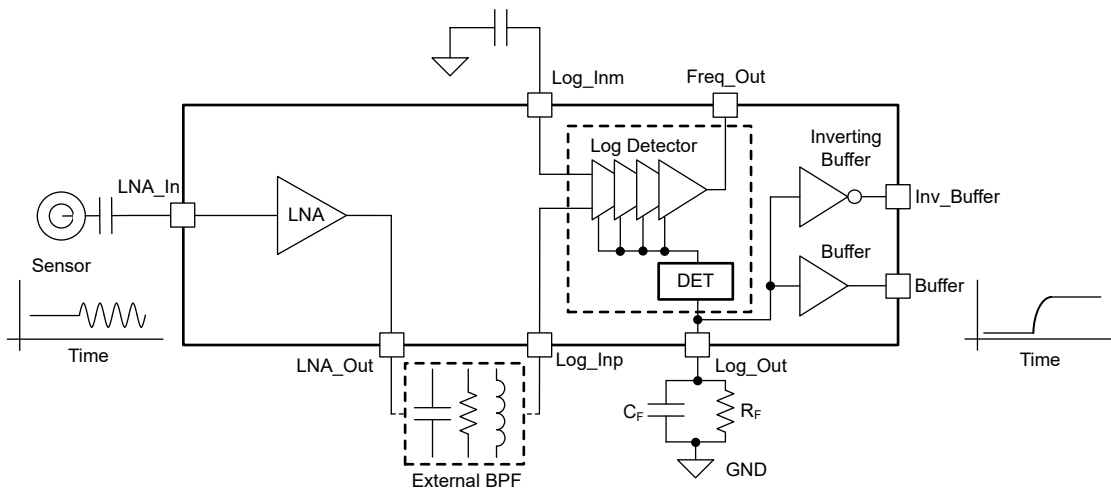 Log_Inm
Freq_Out
Log Detector
Inverting
Buffer
LNA_In
LNA
Inv_Buffer
Sensor
Buffer
DET
Buffer
Time
LNA_Out
Log_Inp
Log_Out
Time
CF
RF
External BPF
GND